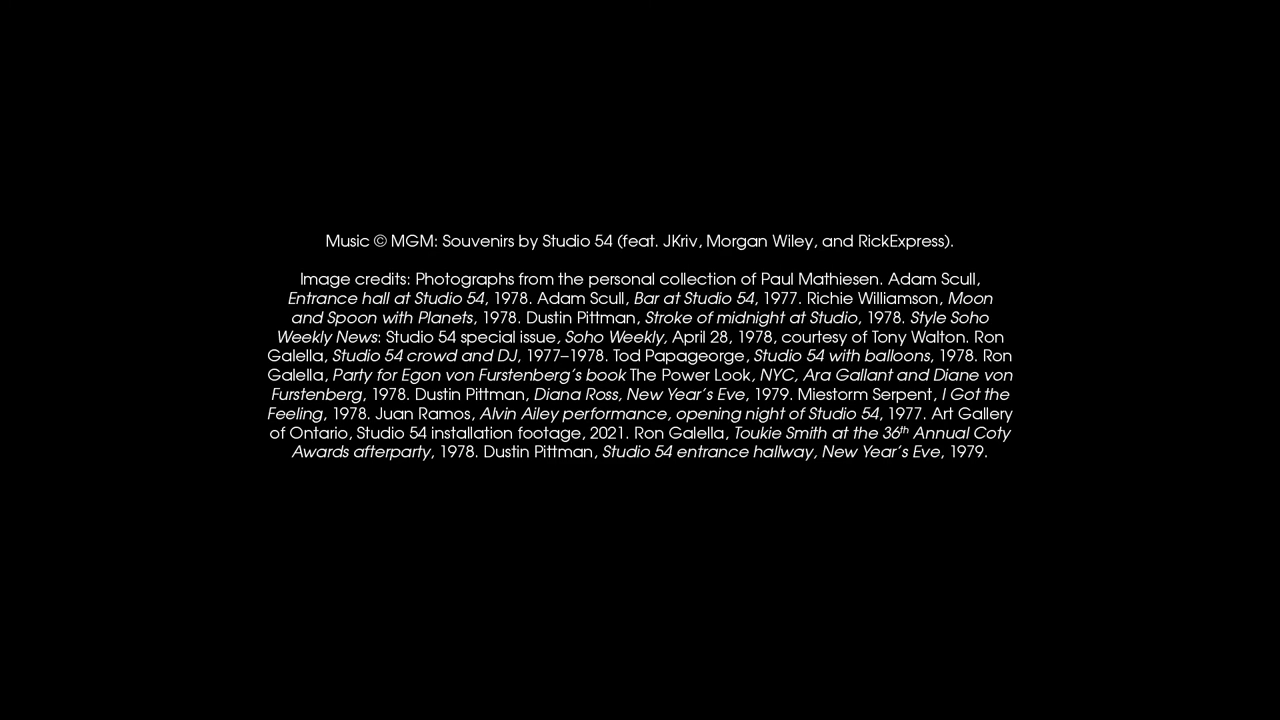 Music © MGM: Souvenirs by Studio 54 (feat. JKriv, Morgan Wiley, and RickExpress).
Image credits: Photographs from the personal collection of Paul Mathiesen. Adam Scull,
Entrance hall at Studio 54, 1978. Adam Scull, Bar at Studio 54, 1977. Richie Williamson, Moon
and Spoon with Planets, 1978. Dustin Pittman, Stroke of midnight at Studio, 1978. Style Soho
Weekly News: Studio 54 special issue, Soho Weekly, April 28, 1978, courtesy of Tony Walton. Ron
Galella, Studio 54 crowd and DJ, 1977–1978. Tod Papageorge, Studio 54 with balloons, 1978. Ron
Galella, Party for Egon von Furstenberg's book The Power Look, NYC, Ara Gallant and Diane von
Furstenberg, 1978. Dustin Pittman, Diana Ross, New Year's Eve, 1979. Miestorm Serpent, I Got the
Feeling, 1978. Juan Ramos, Alvin Ailey performance, opening night of Studio 54, 1977. Art Gallery
of Ontario, Studio 54 installation footage, 2021. Ron Galella, Toukie Smith at the 36th Annual Coty
Awards afterparty, 1978. Dustin Pittman, Studio 54 entrance hallway, New Year's Eve, 1979.